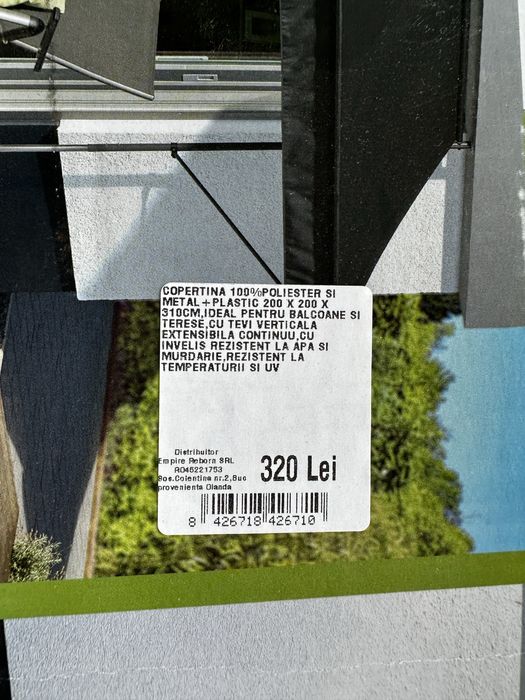 COPERTINA 100%POLIESTER SI
METAL+PLASTIC 200 X 200 X
310CM,IDEAL PENTRU BALCOANE SI
TERESE,CU TEVI VERTICALA
EXTENSIBILA CONTINUU,CU
INVELIS REZISTENT LA APA SI
MURDARIE,REZISTENT LA
TEMPERATURII SI UV
Distribuitor
Empire Reborn SRL
RO45221753
Sos.Colentina nr.2,Buc
provenienta Olanda
320 Lei
8 426718 426710